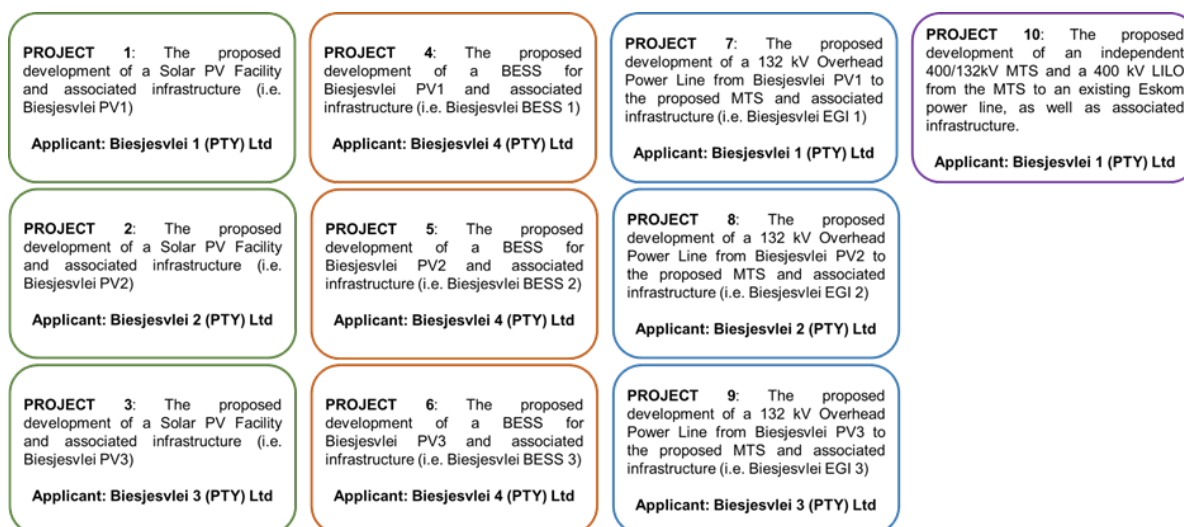 PROJECT 1: The proposed
development of a Solar PV Facility
and associated infrastructure (i.e.
Biesjesvlei PV1)
Applicant: Biesjesvlei 1 (PTY) Ltd
PROJECT 4: The proposed
development of a BESS for
Biesjesvlei PV1 and associated
infrastructure (i.e. Biesjesvlei BESS 1)
Applicant: Biesjesvlei 4 (PTY) Ltd
PROJECT 7: The proposed
development of a 132 kV Overhead
Power Line from Biesjesvlei PV1 to
the proposed MTS and associated
infrastructure (i.e. Biesjesvlei EGI 1)
Applicant: Biesjesvlei 1 (PTY) Ltd
PROJECT 10: The proposed
development of an independent
400/132kV MTS and a 400 kV LILO
from the MTS to an existing Eskom
power line, as well as associated
infrastructure.
Applicant: Biesjesvlei 1 (PTY) Ltd
PROJECT 2: The proposed
development of a Solar PV Facility
and associated infrastructure (i.e.
Biesjesvlei PV2)
Applicant: Biesjesvlei 2 (PTY) Ltd
PROJECT 5: The proposed
development of a BESS for
Biesjesvlei PV2 and associated
infrastructure (i.e. Biesjesvlei BESS 2)
Applicant: Biesjesvlei 4 (PTY) Ltd
PROJECT 8: The proposed
development of a 132 kV Overhead
Power Line from Biesjesvlei PV2 to
the proposed MTS and associated
infrastructure (i.e. Biesjesvlei EGI 2)
Applicant: Biesjesvlei 2 (PTY) Ltd
PROJECT 3: The proposed
development of a Solar PV Facility
and associated infrastructure (i.e.
Biesjesvlei PV3)
Applicant: Biesjesvlei 3 (PTY) Ltd
PROJECT 6: The proposed
development of a BESS for
Biesjesvlei PV3 and associated
infrastructure (i.e. Biesjesvlei BESS 3)
Applicant: Biesjesvlei 4 (PTY) Ltd
PROJECT 9: The proposed
development of a 132 kV Overhead
Power Line from Biesjesvlei PV3 to
the proposed MTS and associated
infrastructure (i.e. Biesjesvlei EGI 3)
Applicant: Biesjesvlei 3 (PTY) Ltd